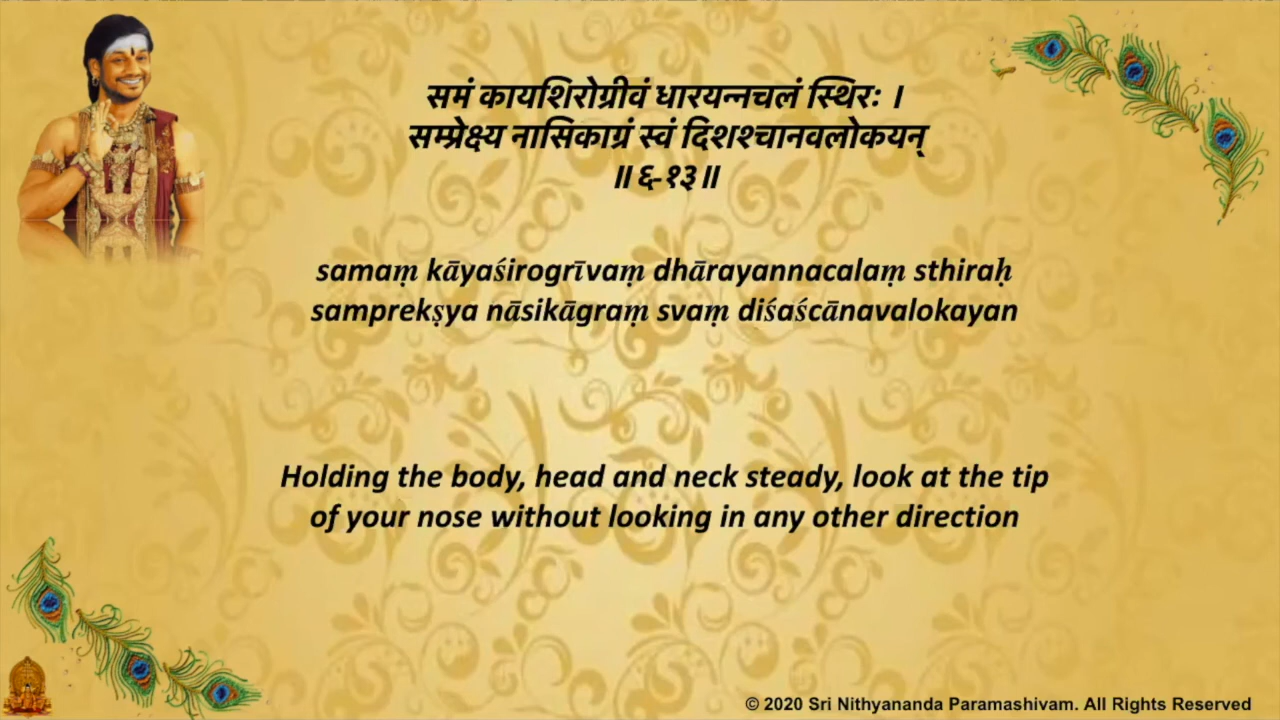 समं कायशिरोग्रीवं धारयन्नचलं स्थिरः ।
सम्प्रेक्ष्य नासिकाग्रं स्वं दिशश्चानवलोकयन्
॥ ६-१३ ॥
samaṃ kāyaśirogrīvaṃ dhārayannacalaṃ sthiraḥ
samprekṣya nāsikāgraṃ svaṃ diśaścānavalokayan
Holding the body, head and neck steady, look at the tip
of your nose without looking in any other direction
© 2020 Sri Nithyananda Paramashivam. All Rights Reserved